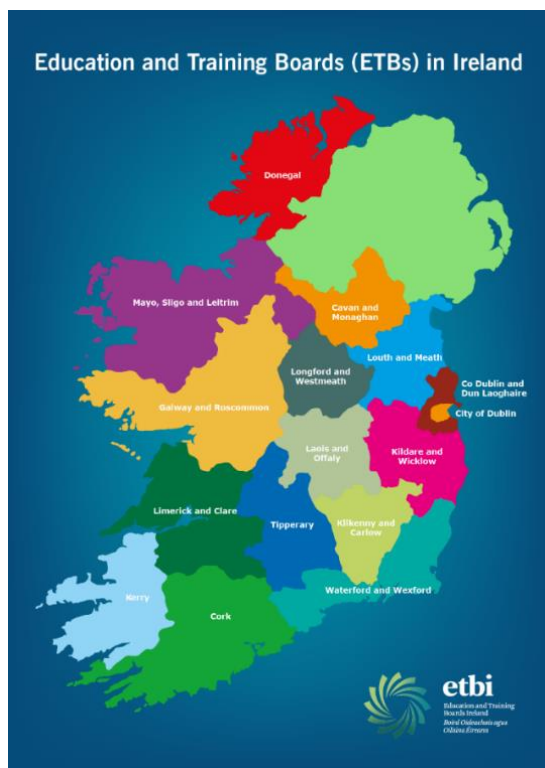 Education and Training Boards (ETBs) in Ireland
Donegal
Mayo, Sligo and Leitrim
Cavan and
Monaghan
Louth and Meath
Longford and
Westmeath
Co Dublin and
Dun Laoghaire
City of Dublin
Galway and Roscommon
Laois and
Offaly
Kildare and
Wicklow
Limerick and Clare
Tipperary
Kilkenny and
Carlow
Kerry
Cork
Waterford and Wexford
etbi
Education and Training
Boards Ireland
Boird Oideachais agus
Oiliúna Éireann